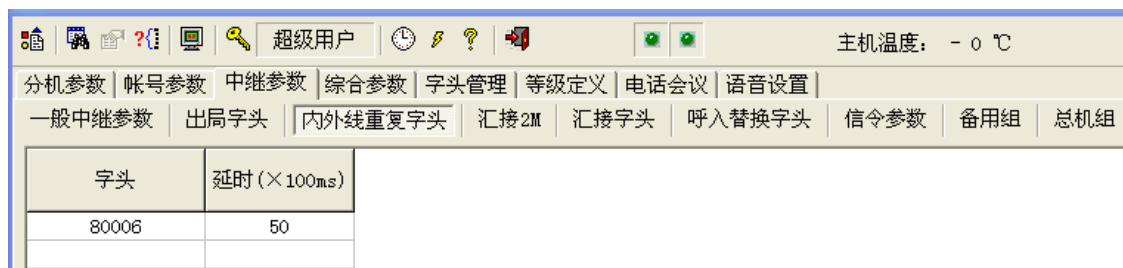 超级用户 主机温度: - 0 ℃
分机参数 帐号参数 中继参数 综合参数 字头管理 等级定义 电话会议 语音设置
一般中继参数 出局字头 内外线重复字头 汇接2M 汇接字头 呼入替换字头 信令参数 备用组 总机组
字头 延时(×100ms)
80006 50